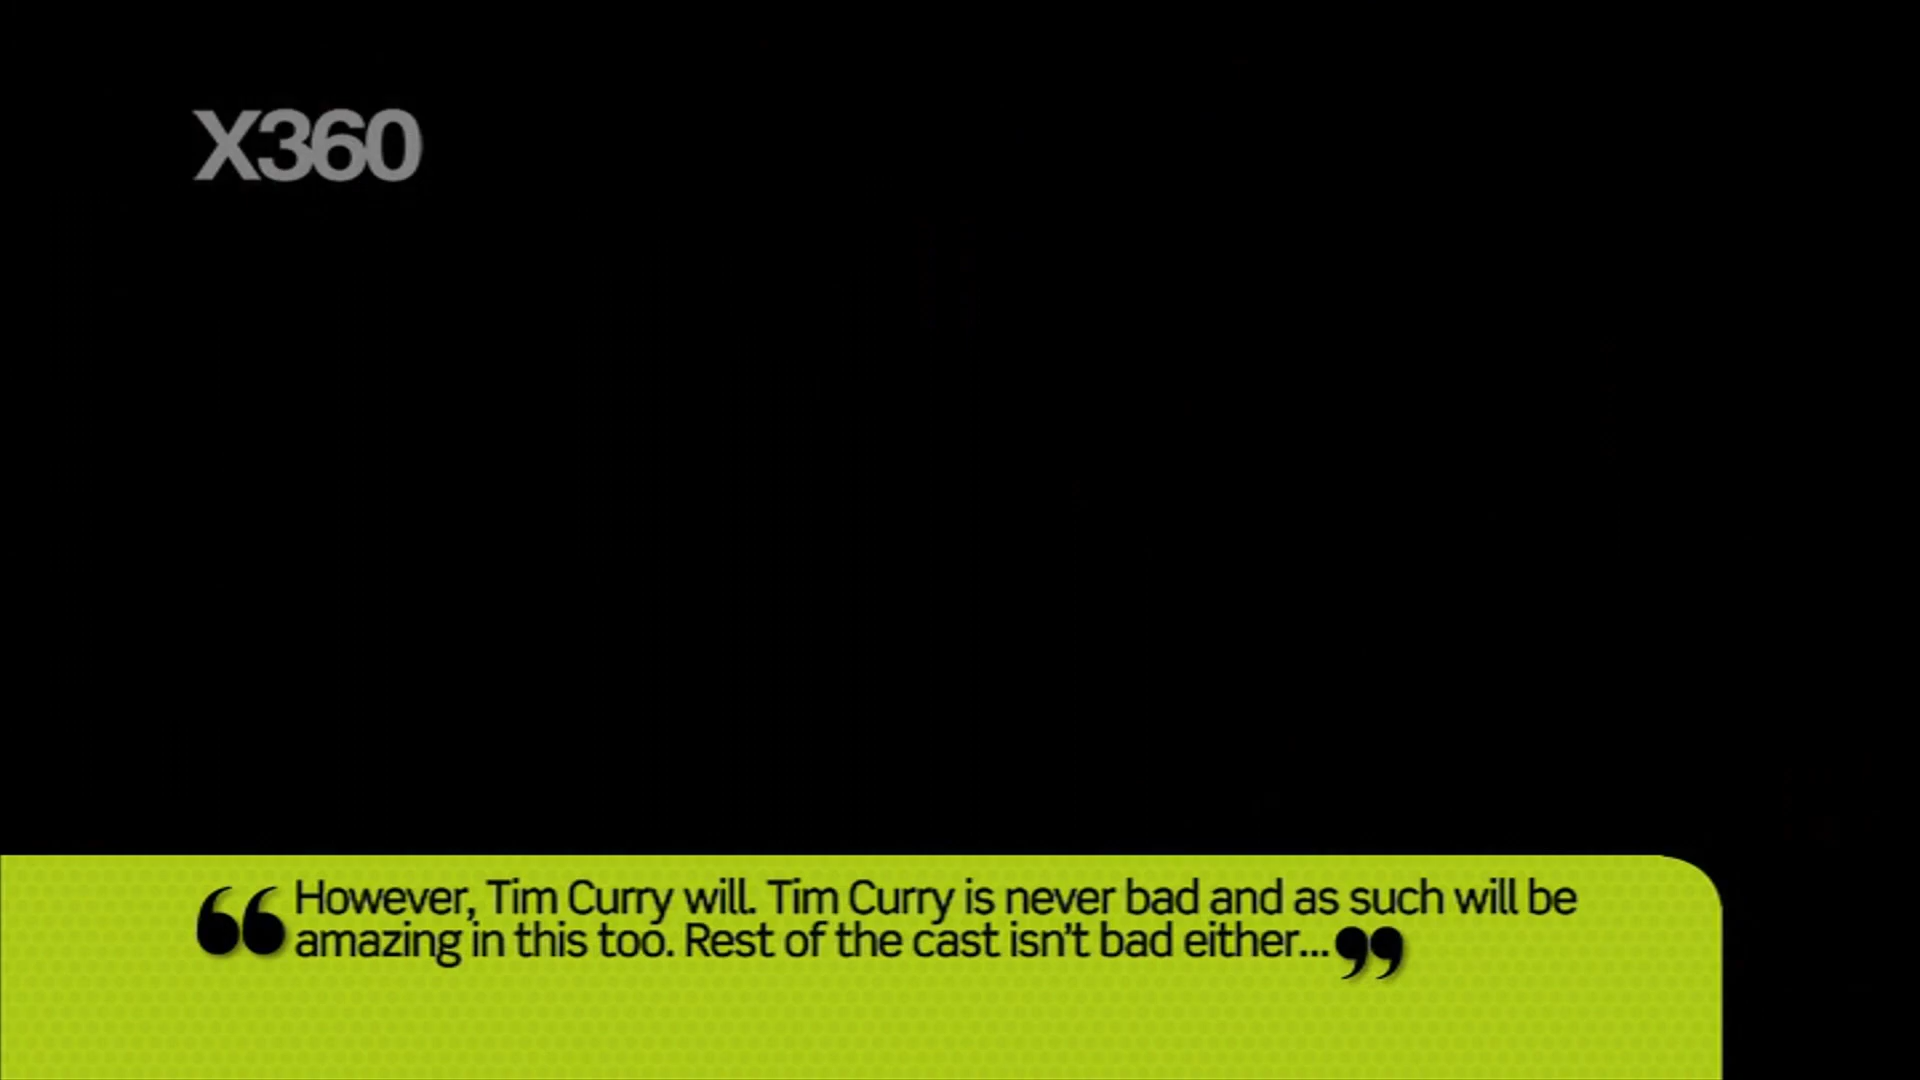 X360
“However, Tim Curry will. Tim Curry is never bad and as such will be
amazing in this too. Rest of the cast isn't bad either...”